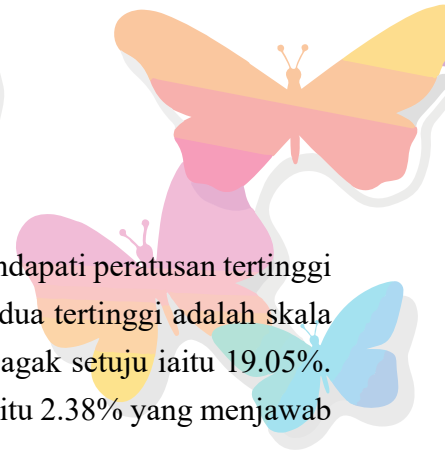 ndapati peratusan tertinggi
dua tertinggi adalah skala
agak setuju iaitu 19.05%.
itu 2.38% yang menjawab